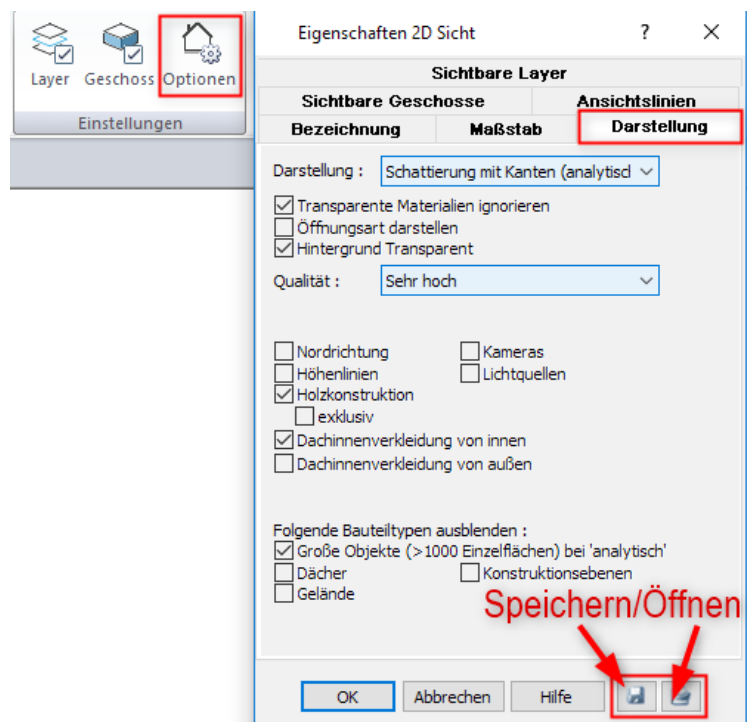 Layer Geschoss Optionen
Einstellungen
Eigenschaften 2D Sicht ? ×
Sichtbare Layer
Sichtbare Geschosse Ansichtslinien
Bezeichnung Maßstab Darstellung
Darstellung : Schattierung mit Kanten (analytiscl
Transparente Materialien ignorieren
Öffnungsart darstellen
Hintergrund Transparent
Qualität : Sehr hoch
Nordrichtung Kameras
Höhenlinien Lichtquellen
Holzkonstruktion
exklusiv
Dachinnenverkleidung von innen
Dachinnenverkleidung von außen
Folgende Bauteiltypen ausblenden :
Große Objekte (>1000 Einzelflächen) bei 'analytisch'
Dächer Konstruktionsebenen
Gelände
Speichern/Öffnen
OK Abbrechen Hilfe